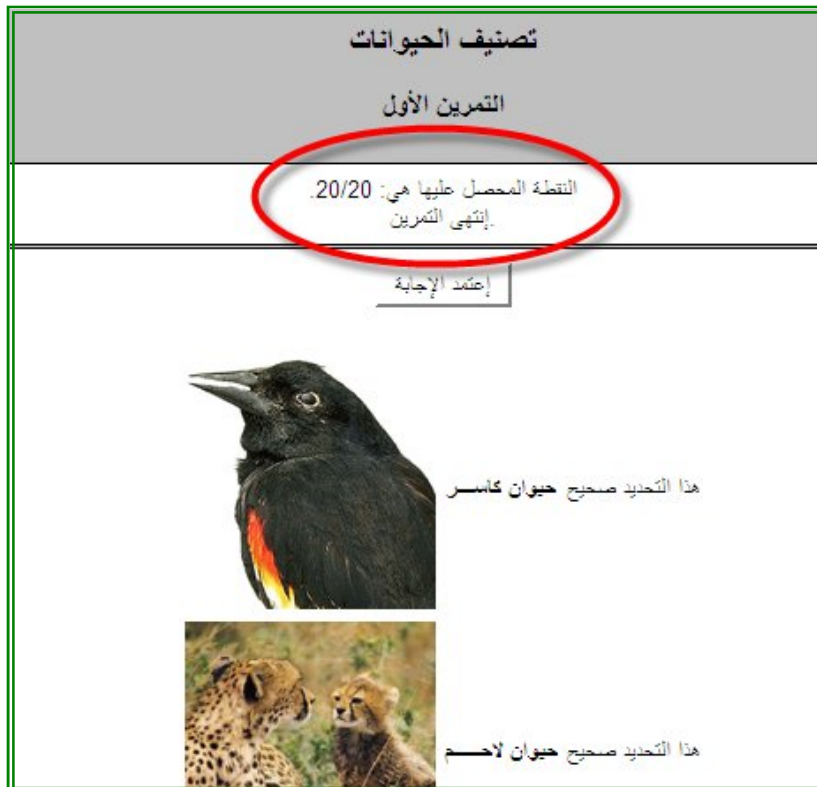 تصنيف الحيوانات
التمرين الأول
النقطة المحصل عليها هي: 20/20.
إنتهى التمرين.
إعتمد الإجابة
هذا التحديد صحيح حيوان كاســر
هذا التحديد صحيح حيوان لاحــــم